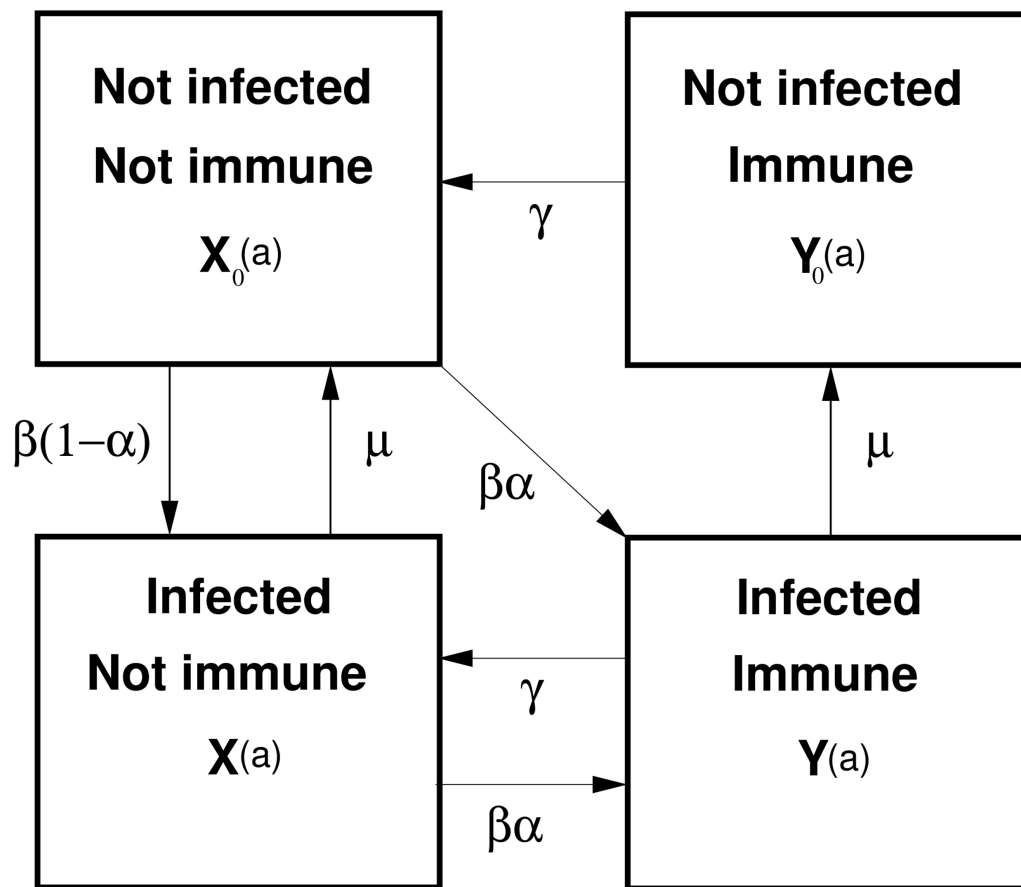 Not infected
Not immune
X₀(a)
Not infected
Immune
Y₀(a)
γ
β(1−α)
μ
βα
μ
Infected
Not immune
X(a)
Infected
Immune
Y(a)
γ
βα